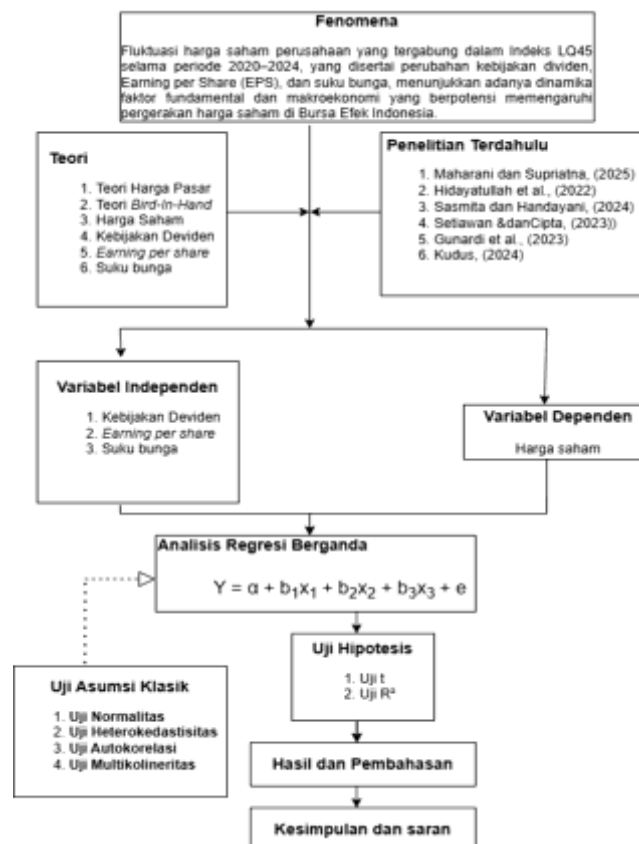 Fenomena
Fluktuasi harga saham perusahaan yang tergabung dalam Indeks LQ45
selama periode 2020–2024, yang disertai perubahan kebijakan dividen,
Earning per Share (EPS), dan suku bunga, menunjukkan adanya dinamika
faktor fundamental dan makroekonomi yang berpotensi memengaruhi
pergerakan harga saham di Bursa Efek Indonesia.
Teori
1. Teori Harga Pasar
2. Teori Bird-In-Hand
3. Harga Saham
4. Kebijakan Deviden
5. Earning per share
6. Suku bunga
Penelitian Terdahulu
1. Maharani dan Supriatna, (2025)
2. Hidayatullah et al., (2022)
3. Sasmita dan Handayani, (2024)
4. Setiawan &danCipta, (2023))
5. Gunardi et al., (2023)
6. Kudus, (2024)
Variabel Independen
1. Kebijakan Deviden
2. Earning per share
3. Suku bunga
Variabel Dependen
Harga saham
Analisis Regresi Berganda
Y = α + b₁x₁ + b₂x₂ + b₃x₃ + e
Uji Asumsi Klasik
1. Uji Normalitas
2. Uji Heterokedastisitas
3. Uji Autokorelasi
4. Uji Multikolineritas
Uji Hipotesis
1. Uji t
2. Uji R²
Hasil dan Pembahasan
Kesimpulan dan saran